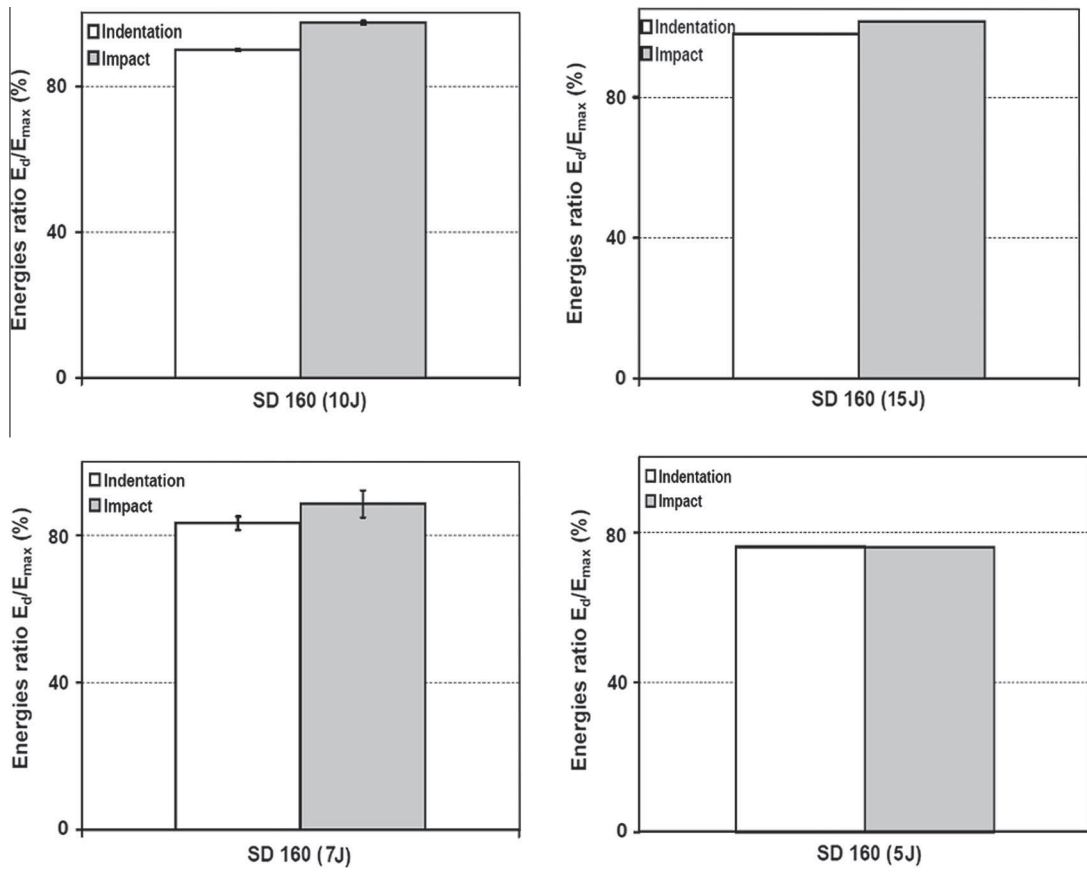 Energies ratio Ed/Emax (%)
Indentation
Impact
80
40
0
SD 160 (10J)
Energies ratio Ed/Emax (%)
Indentation
Impact
80
40
0
SD 160 (15J)
Energies ratio Ed/Emax (%)
Indentation
Impact
80
40
0
SD 160 (7J)
Energies ratio Ed/Emax (%)
Indentation
Impact
80
40
0
SD 160 (5J)